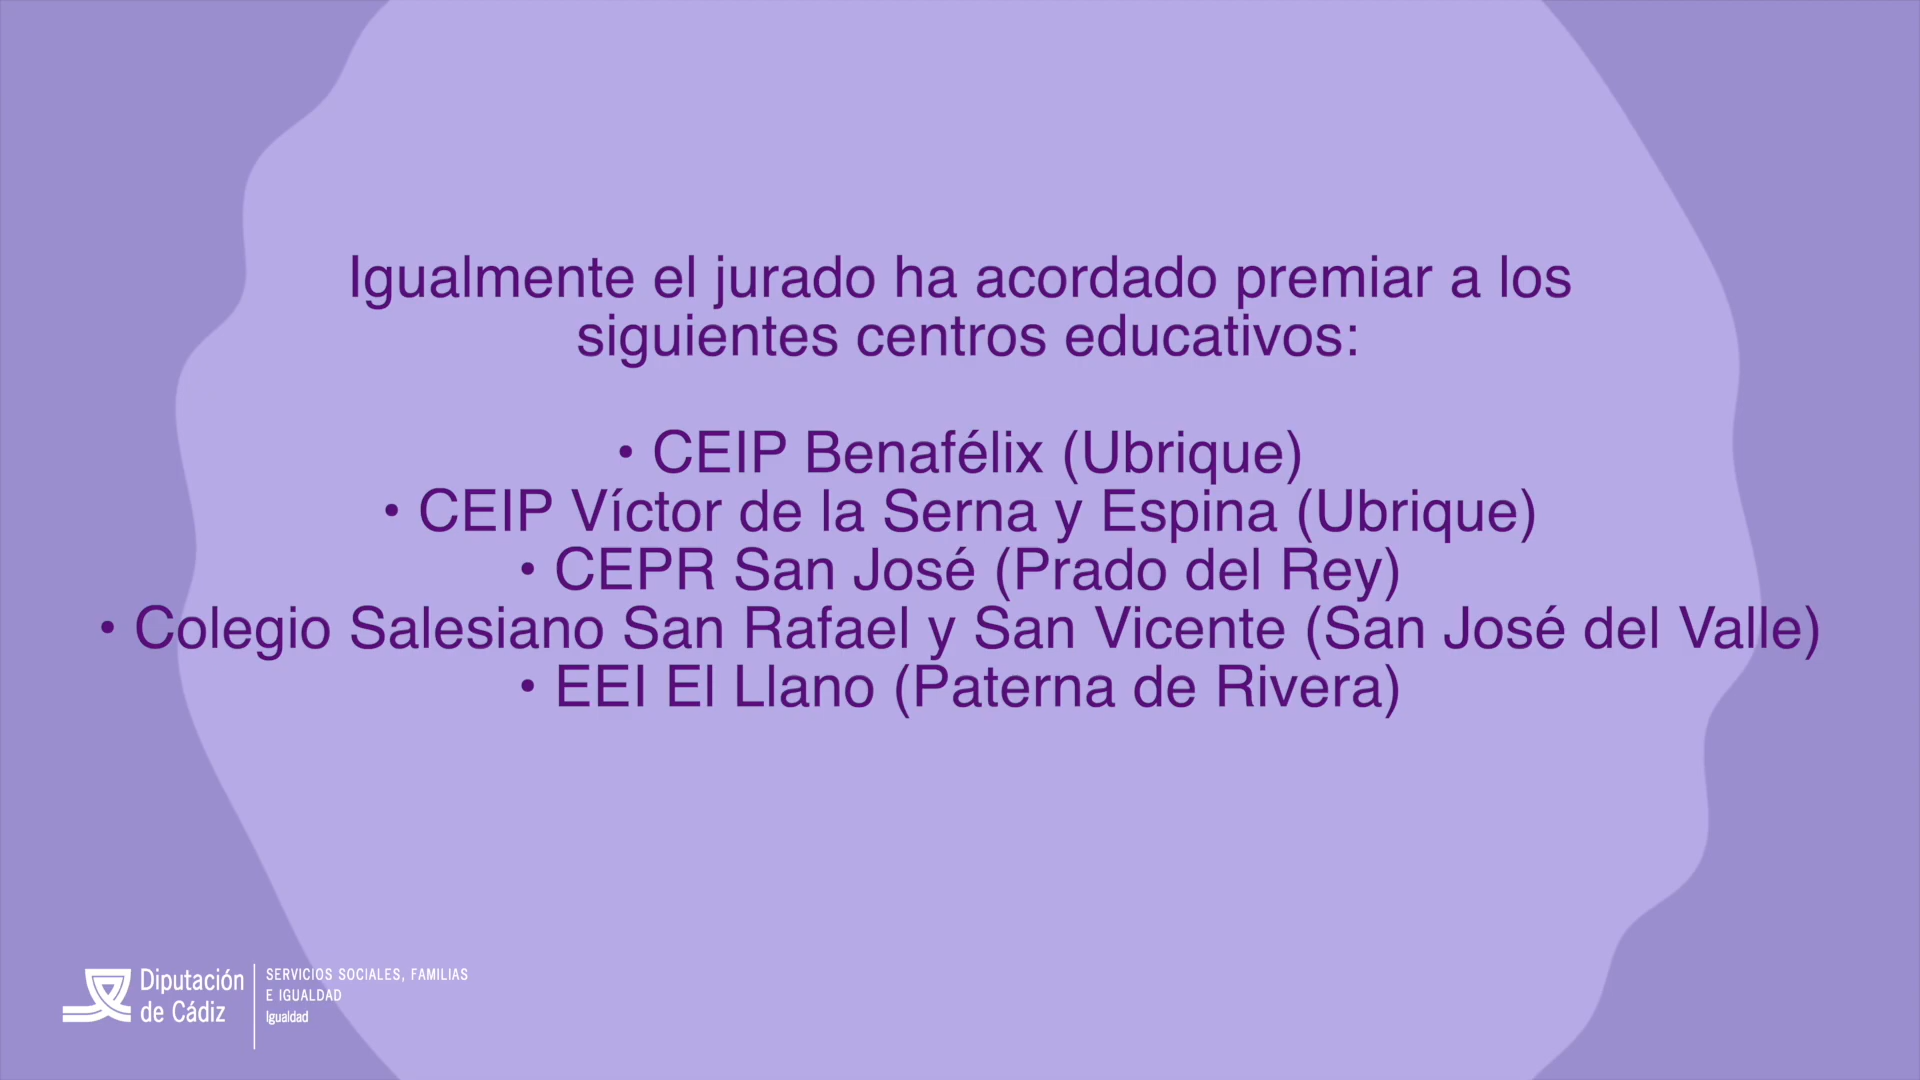 Igualmente el jurado ha acordado premiar a los
siguientes centros educativos:
• CEIP Benafélix (Ubrique)
• CEIP Víctor de la Serna y Espina (Ubrique)
• CEPR San José (Prado del Rey)
• Colegio Salesiano San Rafael y San Vicente (San José del Valle)
• EEI El Llano (Paterna de Rivera)
Diputación
de Cádiz
SERVICIOS SOCIALES, FAMILIAS
E IGUALDAD
Igualdad